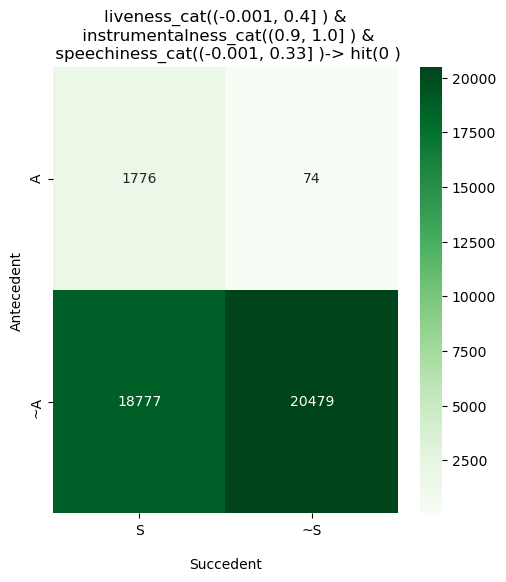 liveness_cat((-0.001, 0.4] ) &
instrumentalness_cat((0.9, 1.0] ) &
speechiness_cat((-0.001, 0.33] )-> hit(0 )
20000
17500
15000
12500
10000
7500
5000
2500
Antecedent
A
~A
1776
74
18777
20479
S
~S
Succedent